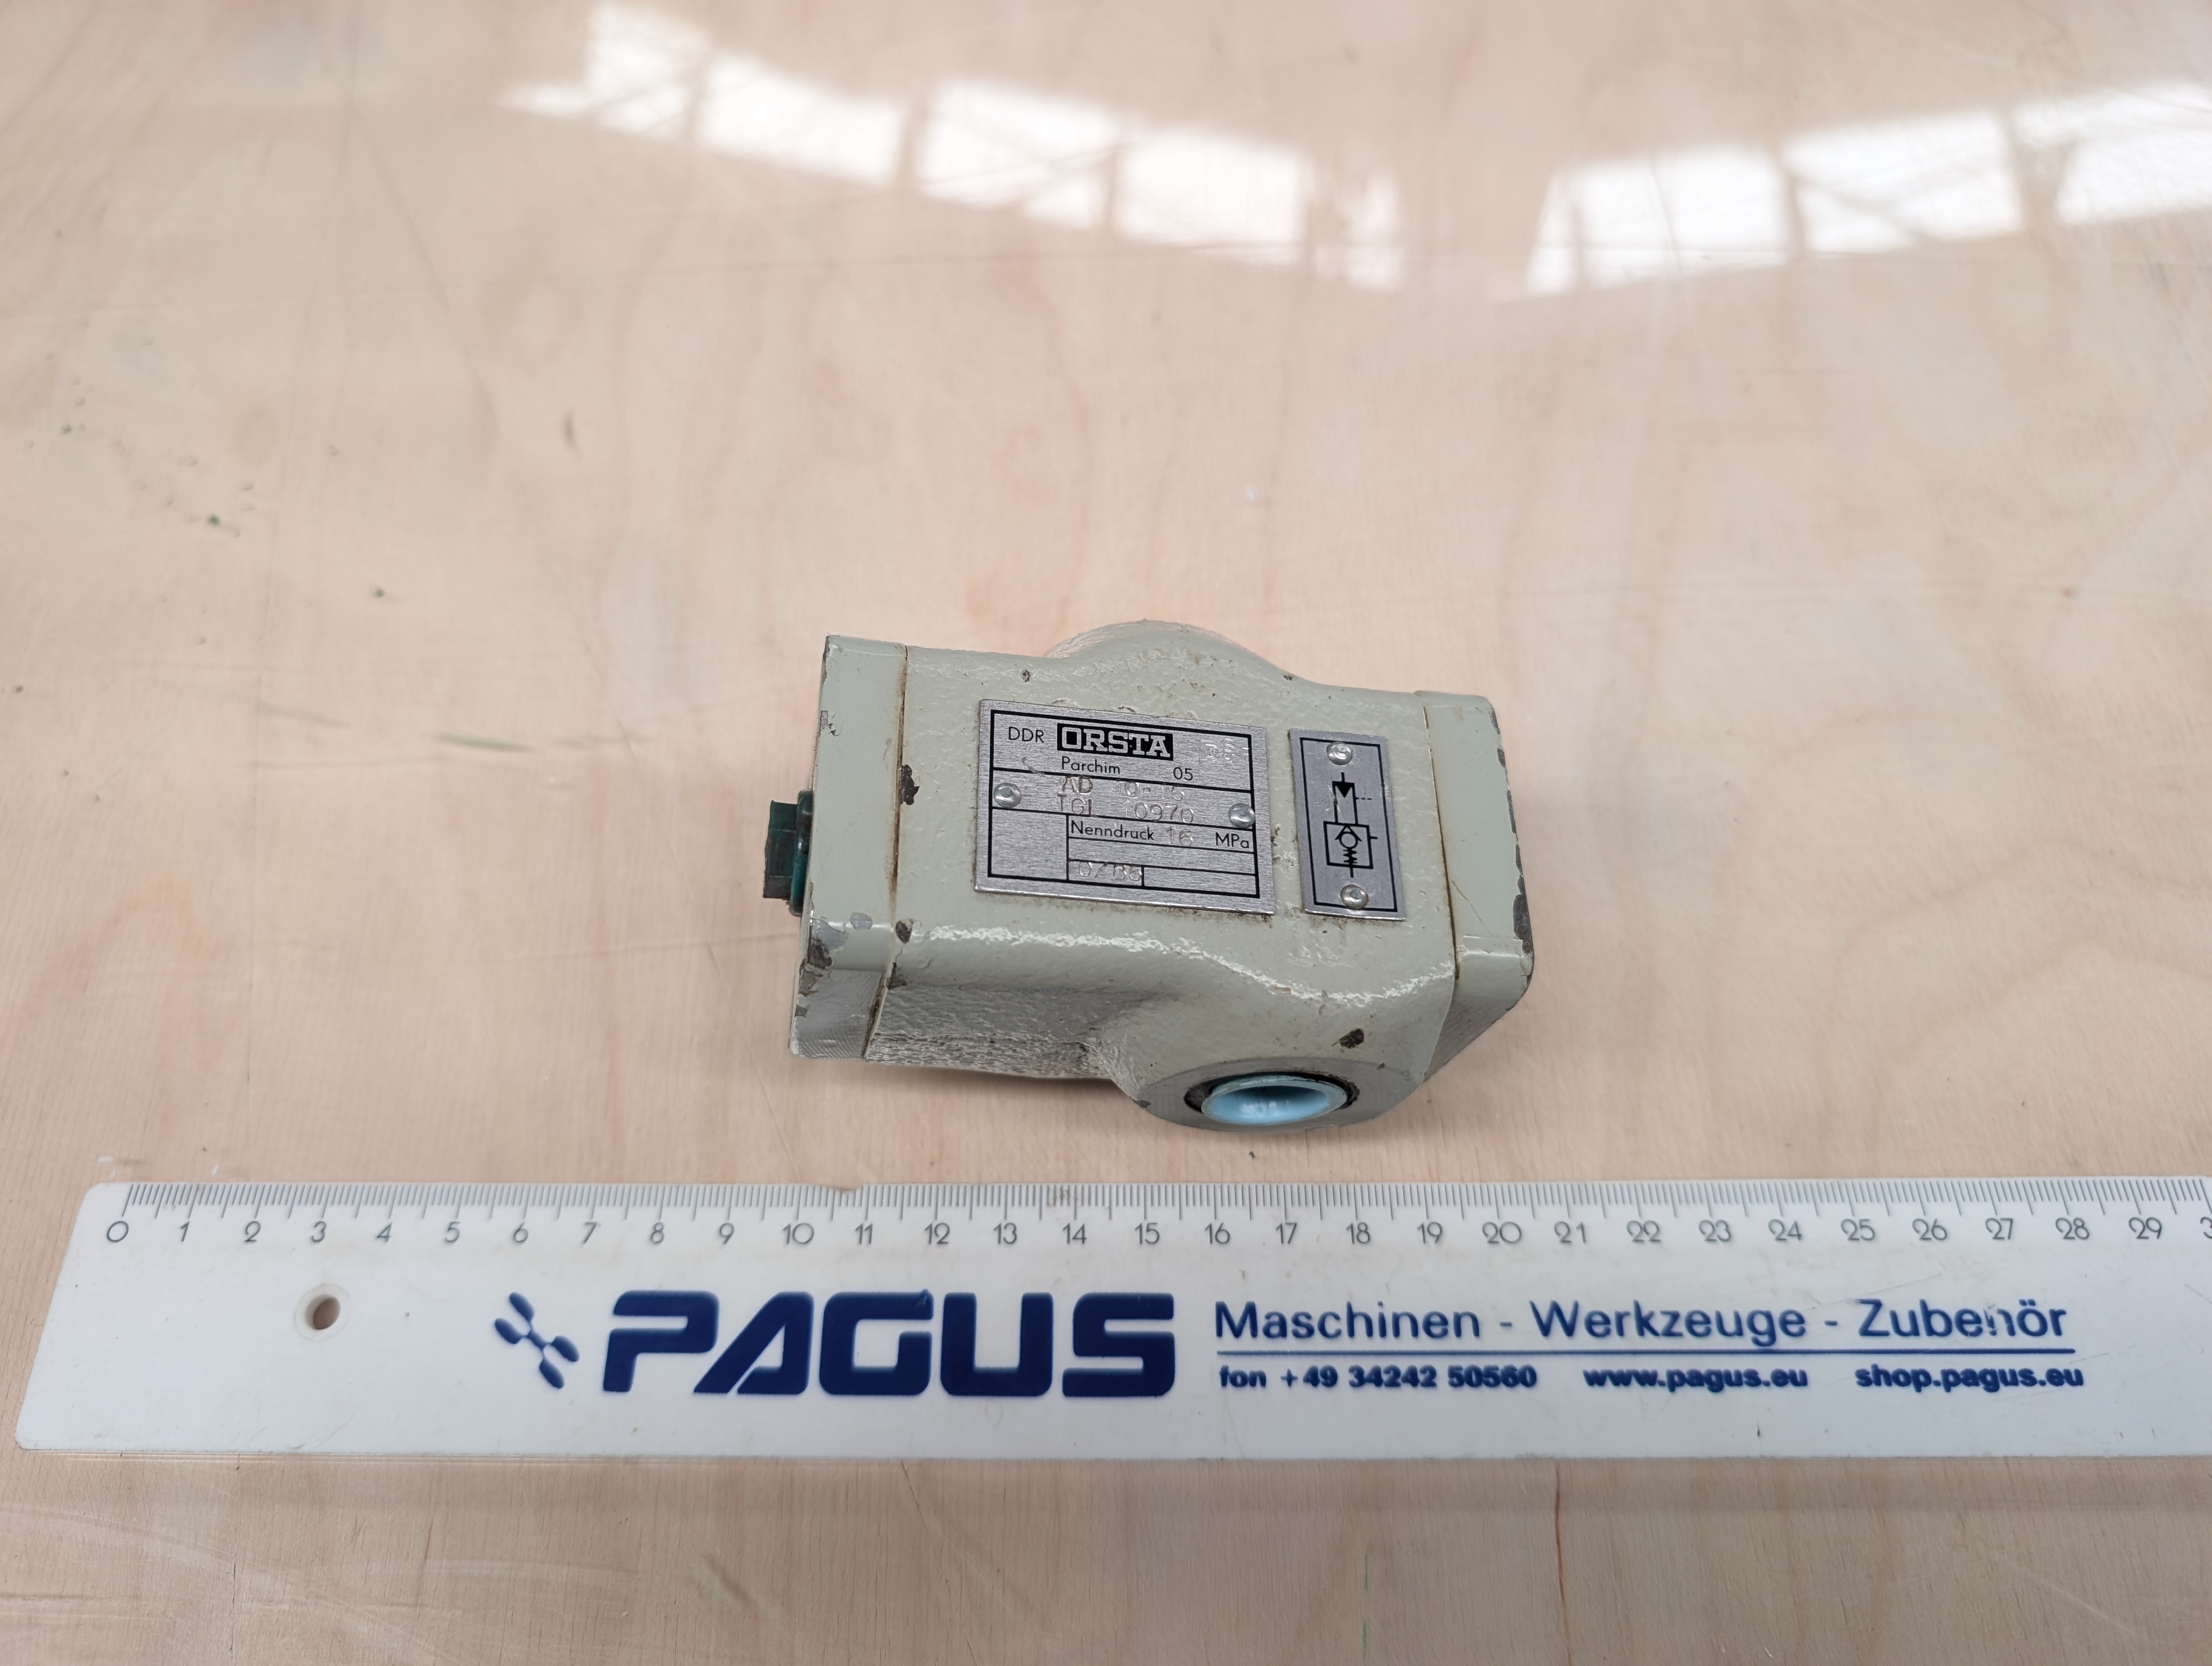 DDR ORSTA
Parchim 05
AD 10-16
TGL 10970
Nenndruck 16 MPa
0 1 2 3 4 5 6 7 8 9 10 11 12 13 14 15 16 17 18 19 20 21 22 23 24 25 26 27 28 29
PAGUS
Maschinen - Werkzeuge - Zubehör
fon +49 34242 50560 www.pagus.eu shop.pagus.eu